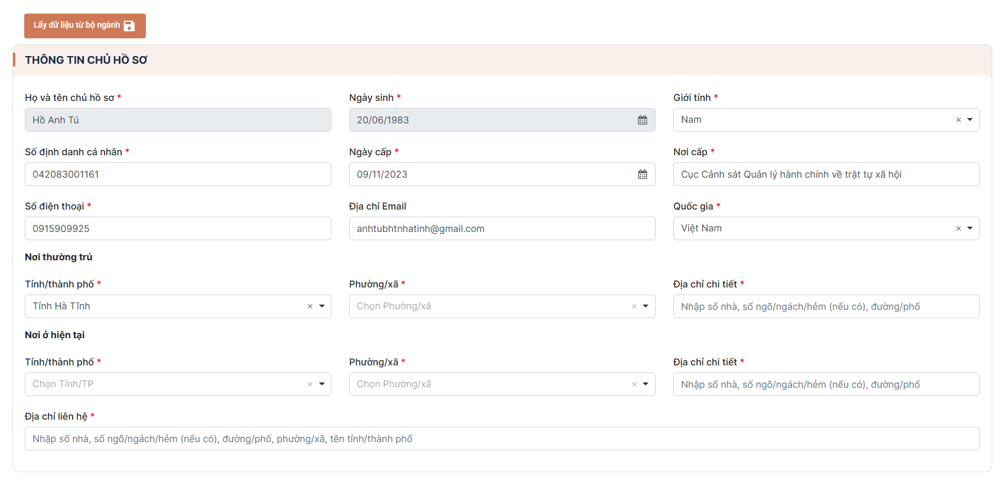 Lấy dữ liệu từ bộ ngành
THÔNG TIN CHỦ HỒ SƠ
Họ và tên chủ hồ sơ * Ngày sinh * Giới tính *
Hồ Anh Tú 20/06/1983 Nam
Số định danh cá nhân * Ngày cấp * Nơi cấp *
042083001161 09/11/2023 Cục Cảnh sát Quản lý hành chính về trật tự xã hội
Số điện thoại * Địa chỉ Email Quốc gia *
0915909925 anhtubhtnhatinh@gmail.com Việt Nam
Nơi thường trú
Tỉnh/thành phố * Phường/xã * Địa chỉ chi tiết *
Tỉnh Hà Tĩnh Chọn Phường/xã Nhập số nhà, số ngõ/ngách/hẻm (nếu có), đường/phố
Nơi ở hiện tại
Tỉnh/thành phố * Phường/xã * Địa chỉ chi tiết *
Chọn Tỉnh/TP Chọn Phường/xã Nhập số nhà, số ngõ/ngách/hẻm (nếu có), đường/phố
Địa chỉ liên hệ *
Nhập số nhà, số ngõ/ngách/hẻm (nếu có), đường/phố, phường/xã, tên tỉnh/thành phố